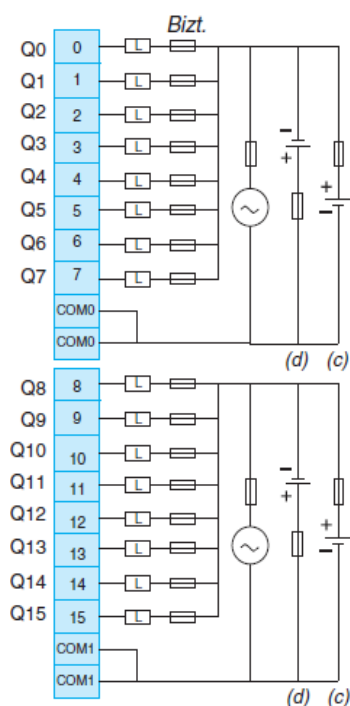 Bizt.
Q0 0 L
Q1 1 L
Q2 2 L
Q3 3 L
Q4 4 L
Q5 5 L
Q6 6 L
Q7 7 L
COM0
COM0
− + + −
(d) (c)
Q8 8 L
Q9 9 L
Q10 10 L
Q11 11 L
Q12 12 L
Q13 13 L
Q14 14 L
Q15 15 L
COM1
COM1
− + + −
(d) (c)